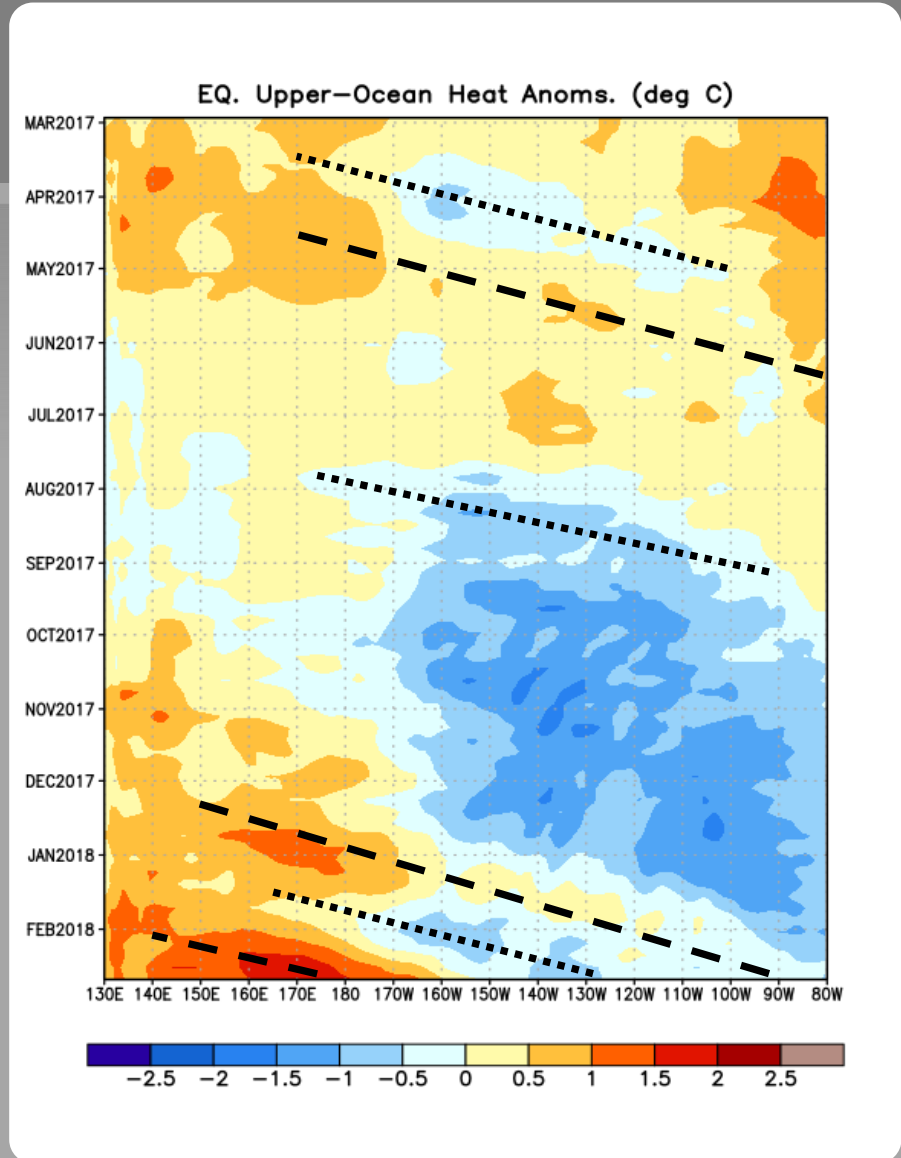 EQ. Upper-Ocean Heat Anoms. (deg C)
MAR2017
APR2017
MAY2017
JUN2017
JUL2017
AUG2017
SEP2017
OCT2017
NOV2017
DEC2017
JAN2018
FEB2018
130E 140E 150E 160E 170E 180 170W 160W 150W 140W 130W 120W 110W 100W 90W 80W
-2.5 -2 -1.5 -1 -0.5 0 0.5 1 1.5 2 2.5